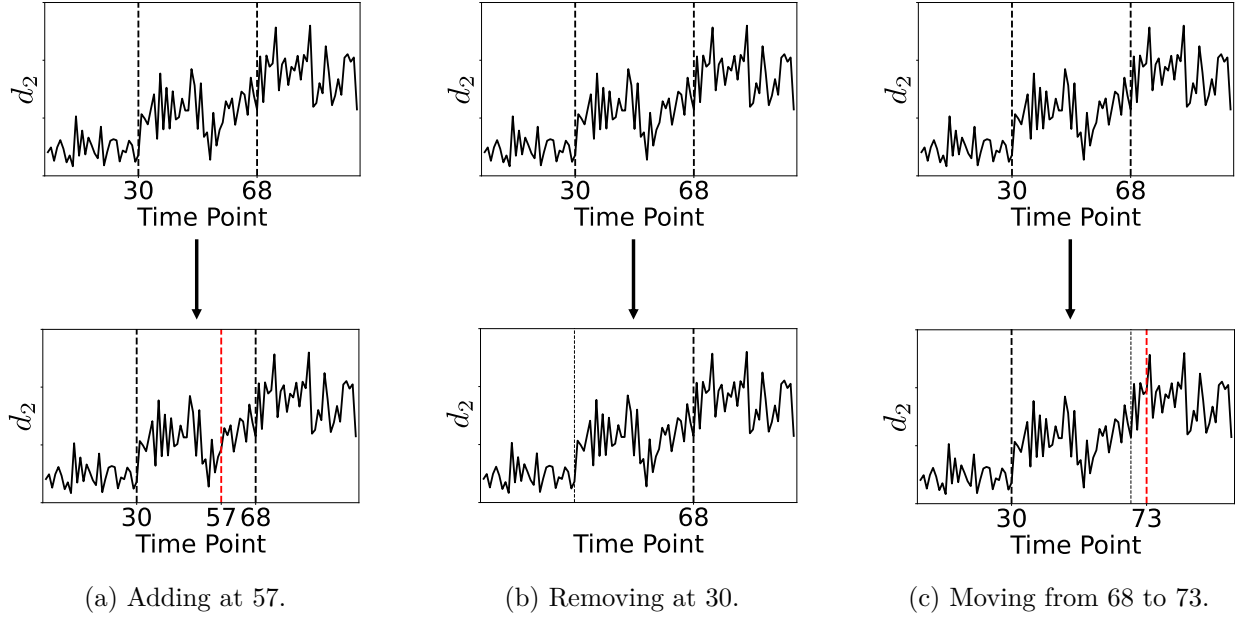 d2
30 68
Time Point
d2
30 68
Time Point
d2
30 68
Time Point
d2
30 57 68
Time Point
d2
68
Time Point
d2
30 73
Time Point
(a) Adding at 57.
(b) Removing at 30.
(c) Moving from 68 to 73.